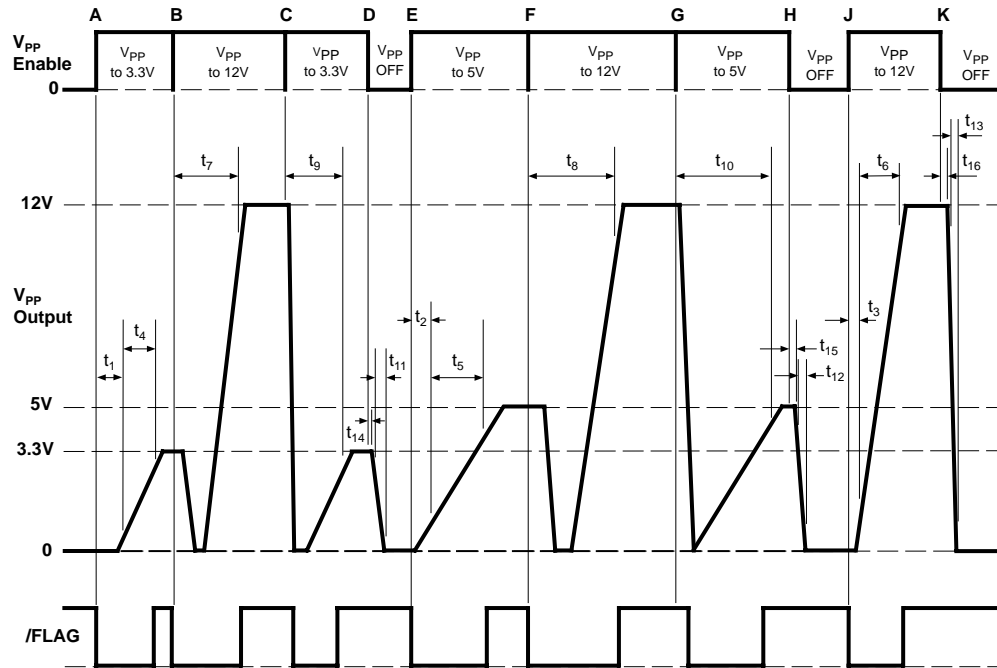 A B C D E F G H J K
VPP Enable
VPP to 3.3V
VPP to 12V
VPP to 3.3V
VPP OFF
VPP to 5V
VPP to 12V
VPP to 5V
VPP OFF
VPP to 12V
VPP OFF
0
t13
t7 t9 t8 t10 t6 t16
12V
VPP Output
t4 t2 t3
t1 t5 t11 t15
t12
5V
t14
3.3V
0
/FLAG